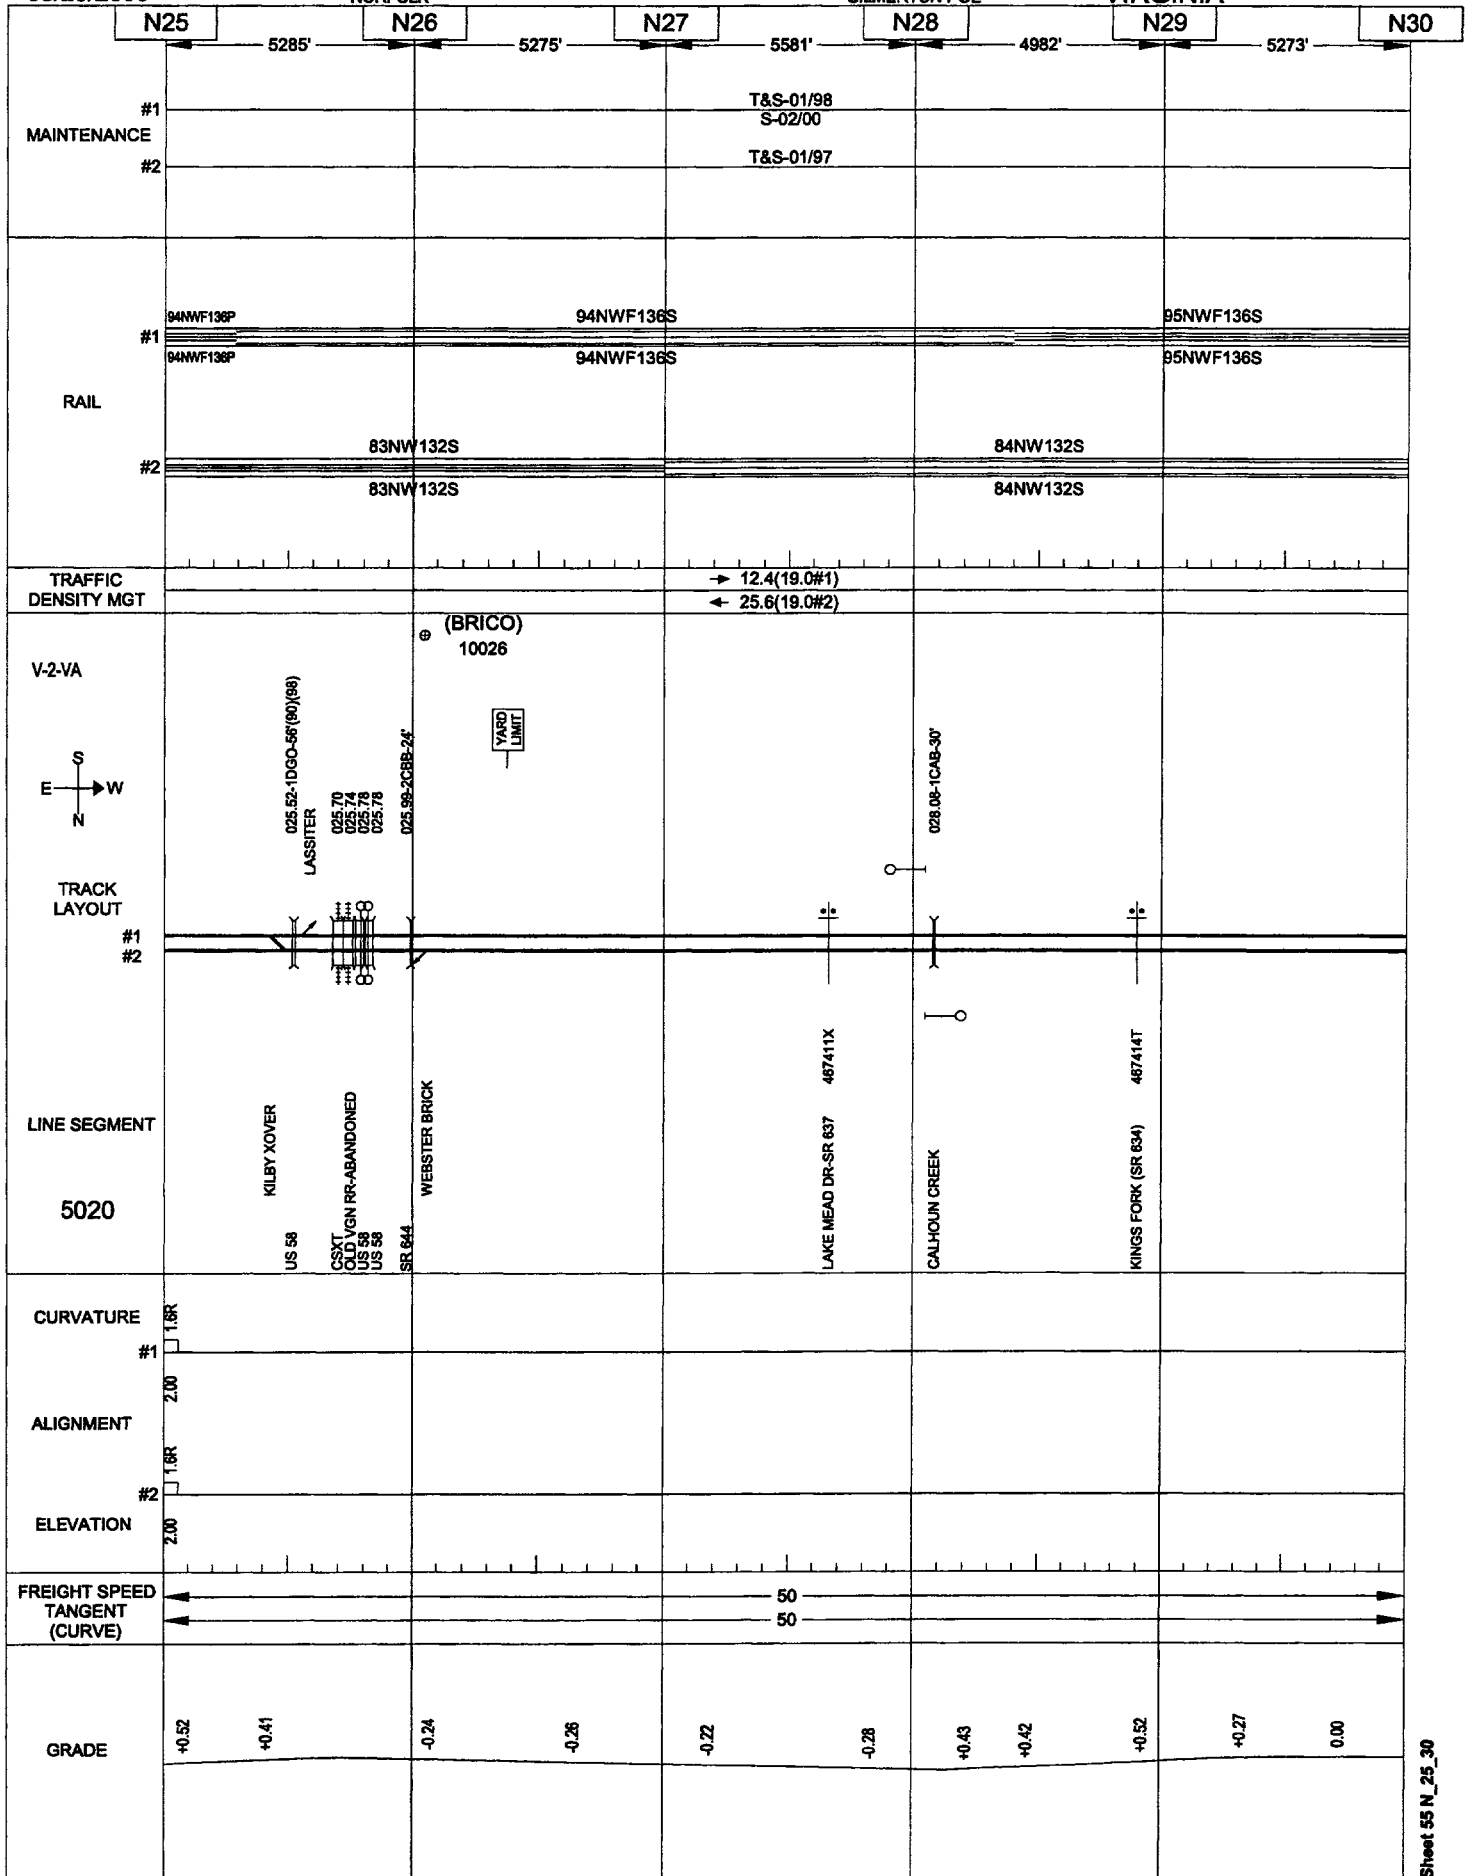 N25 N26 N27 N28 N29 N30
5285' 5275' 5581' 4982' 5273'
MAINTENANCE
#1
T&S-01/98
S-02/00
#2
T&S-01/97
RAIL
#1
94NWF136P 94NWF136S 95NWF136S
94NWF136P 94NWF136S 95NWF136S
#2
83NW132S 84NW132S
83NW132S 84NW132S
TRAFFIC
DENSITY MGT
12.4(19.0#1)
25.6(19.0#2)
V-2-VA
(BRICO)
10026
YARD
LIMIT
S
E W
N
025.52-1DGO-56'(90)(98)
LASSITER
025.70
025.74
025.78
025.78
025.99-2CBB-24'
028.08-1CAB-30'
TRACK
LAYOUT
#1
#2
LINE SEGMENT
5020
KILBY XOVER
US 58
CSXT
OLD VGN RR-ABANDONED
US 58
US 58
SR 644
WEBSTER BRICK
LAKE MEAD DR-SR 637 467411X
CALHOUN CREEK
KINGS FORK (SR 634) 467414T
CURVATURE
1.6R
#1
2.00
ALIGNMENT
1.6R
#2
ELEVATION
2.00
FREIGHT SPEED
TANGENT
(CURVE)
50
50
GRADE
+0.52 +0.41 -0.24 -0.26 -0.22 -0.28 +0.43 +0.42 +0.52 +0.27 0.00
Sheet 55 N_25_30